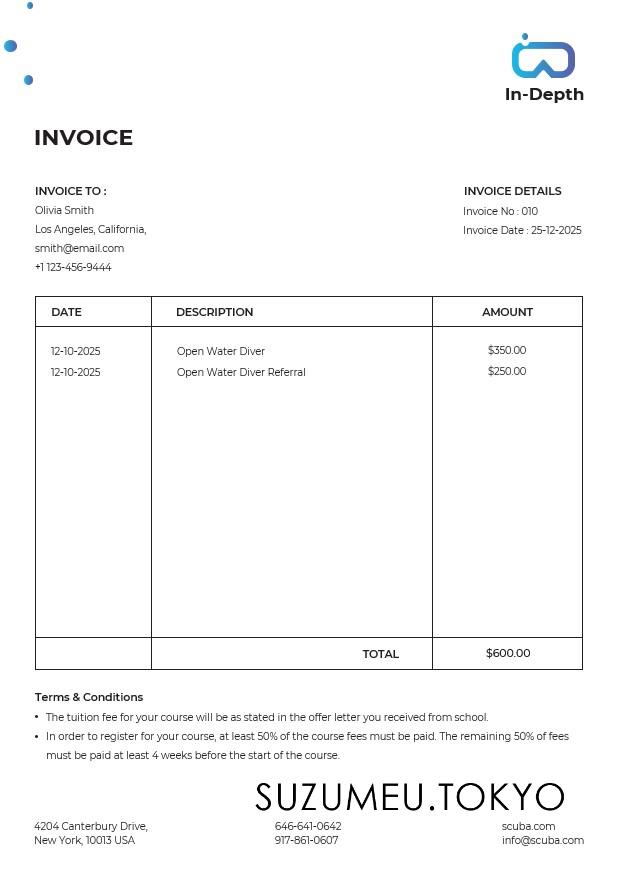 In-Depth
INVOICE
INVOICE TO :
Olivia Smith
Los Angeles, California,
smith@email.com
+1 123-456-9444
INVOICE DETAILS
Invoice No : 010
Invoice Date : 25-12-2025
DATE DESCRIPTION AMOUNT
12-10-2025 Open Water Diver $350.00
12-10-2025 Open Water Diver Referral $250.00
TOTAL $600.00
Terms & Conditions
• The tuition fee for your course will be as stated in the offer letter you received from school.
• In order to register for your course, at least 50% of the course fees must be paid. The remaining 50% of fees
must be paid at least 4 weeks before the start of the course.
SUZUMEU.TOKYO
4204 Canterbury Drive,
New York, 10013 USA
646-641-0642
917-861-0607
scuba.com
info@scuba.com